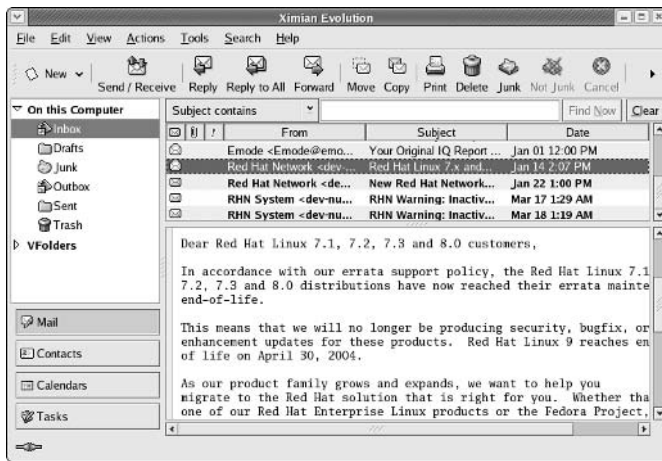 Ximian Evolution
File Edit View Actions Tools Search Help
New Send / Receive Reply Reply to All Forward Move Copy Print Delete Junk Not Junk Cancel
On this Computer
Inbox
Drafts
Junk
Outbox
Sent
Trash
VFolders
Mail
Contacts
Calendars
Tasks
Subject contains Find Now Clear
! From Subject Date
Emode <Emode@emo... Your Original IQ Report ... Jan 01 12:00 PM
Red Hat Network <dev-... Red Hat Linux 7.x and... Jan 14 2:07 PM
Red Hat Network <de... New Red Hat Network... Jan 22 1:00 PM
RHN System <dev-nu... RHN Warning: Inactiv... Mar 17 1:29 AM
RHN System <dev-nu... RHN Warning: Inactiv... Mar 18 1:19 AM
Dear Red Hat Linux 7.1, 7.2, 7.3 and 8.0 customers,
In accordance with our errata support policy, the Red Hat Linux 7.1
7.2, 7.3 and 8.0 distributions have now reached their errata mainte
end-of-life.
This means that we will no longer be producing security, bugfix, or
enhancement updates for these products. Red Hat Linux 9 reaches en
of life on April 30, 2004.
As our product family grows and expands, we want to help you
migrate to the Red Hat solution that is right for you. Whether tha
one of our Red Hat Enterprise Linux products or the Fedora Project,